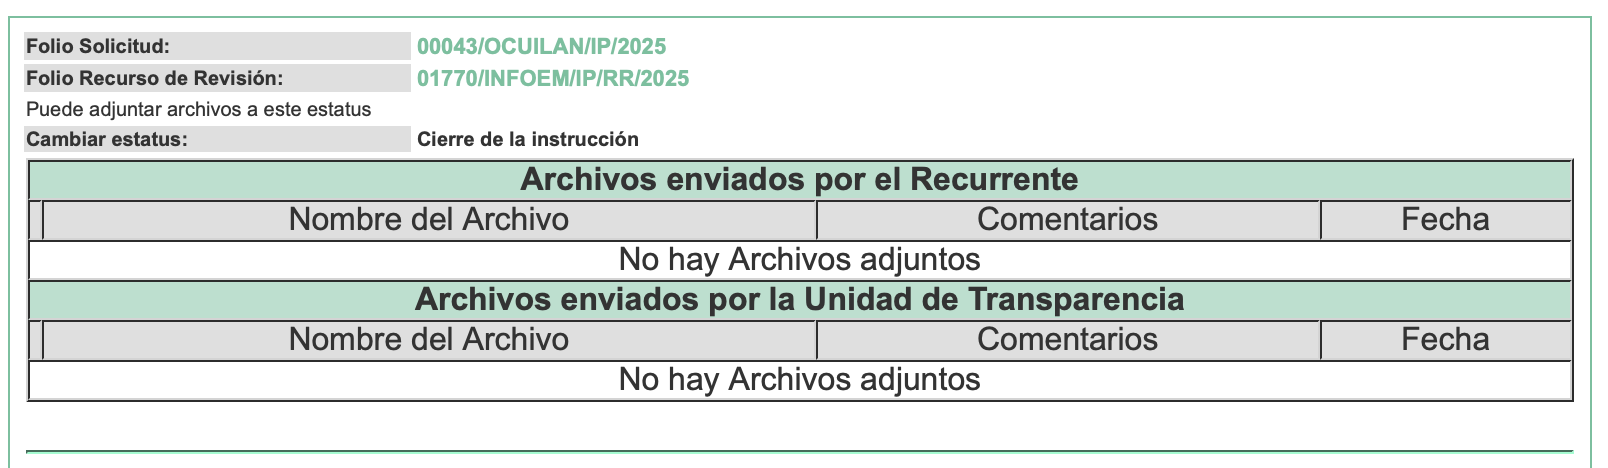 Folio Solicitud: 00043/OCUILAN/IP/2025
Folio Recurso de Revisión: 01770/INFOEM/IP/RR/2025
Puede adjuntar archivos a este estatus
Cambiar estatus: Cierre de la instrucción
Archivos enviados por el Recurrente
Nombre del Archivo Comentarios Fecha
No hay Archivos adjuntos
Archivos enviados por la Unidad de Transparencia
Nombre del Archivo Comentarios Fecha
No hay Archivos adjuntos